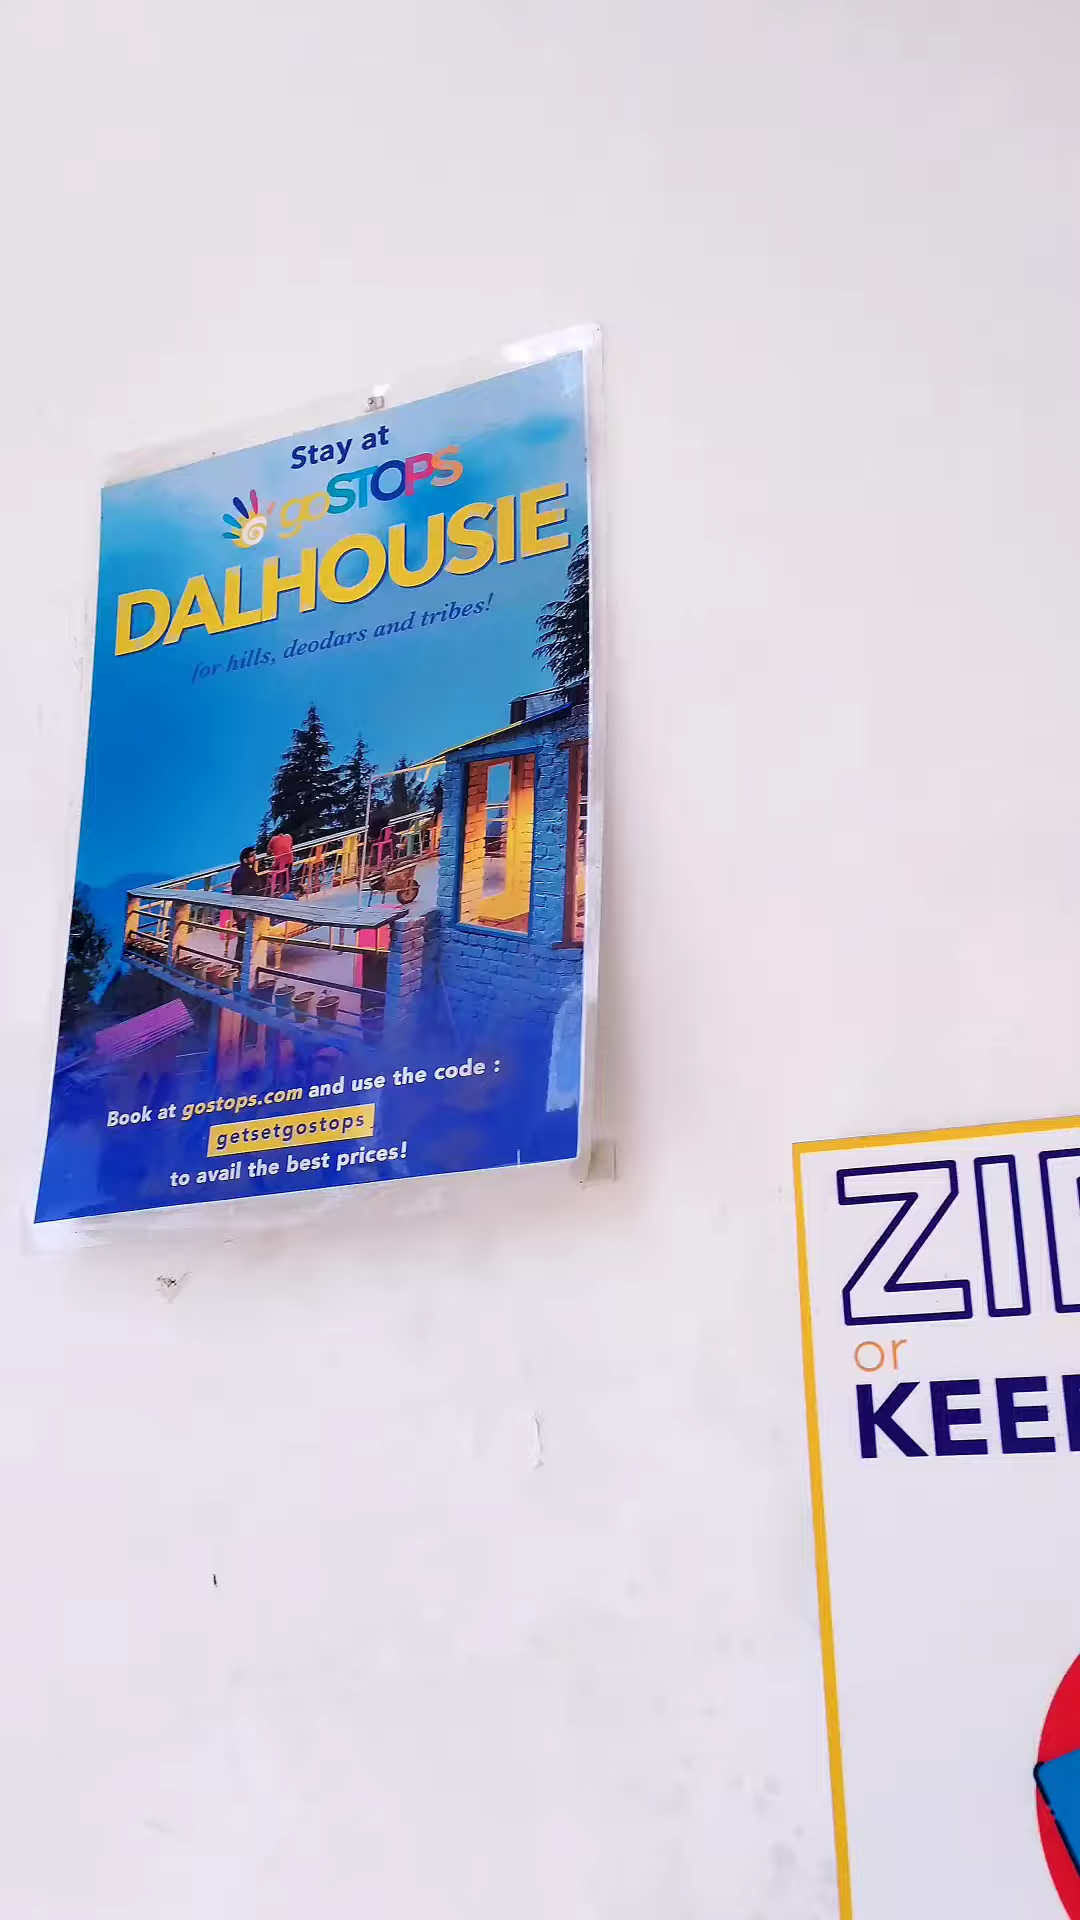 Stay at
goSTOPS
DALHOUSIE
for hills, deodars and tribes!
Book at gostops.com and use the code :
getsetgostops
to avail the best prices!
or